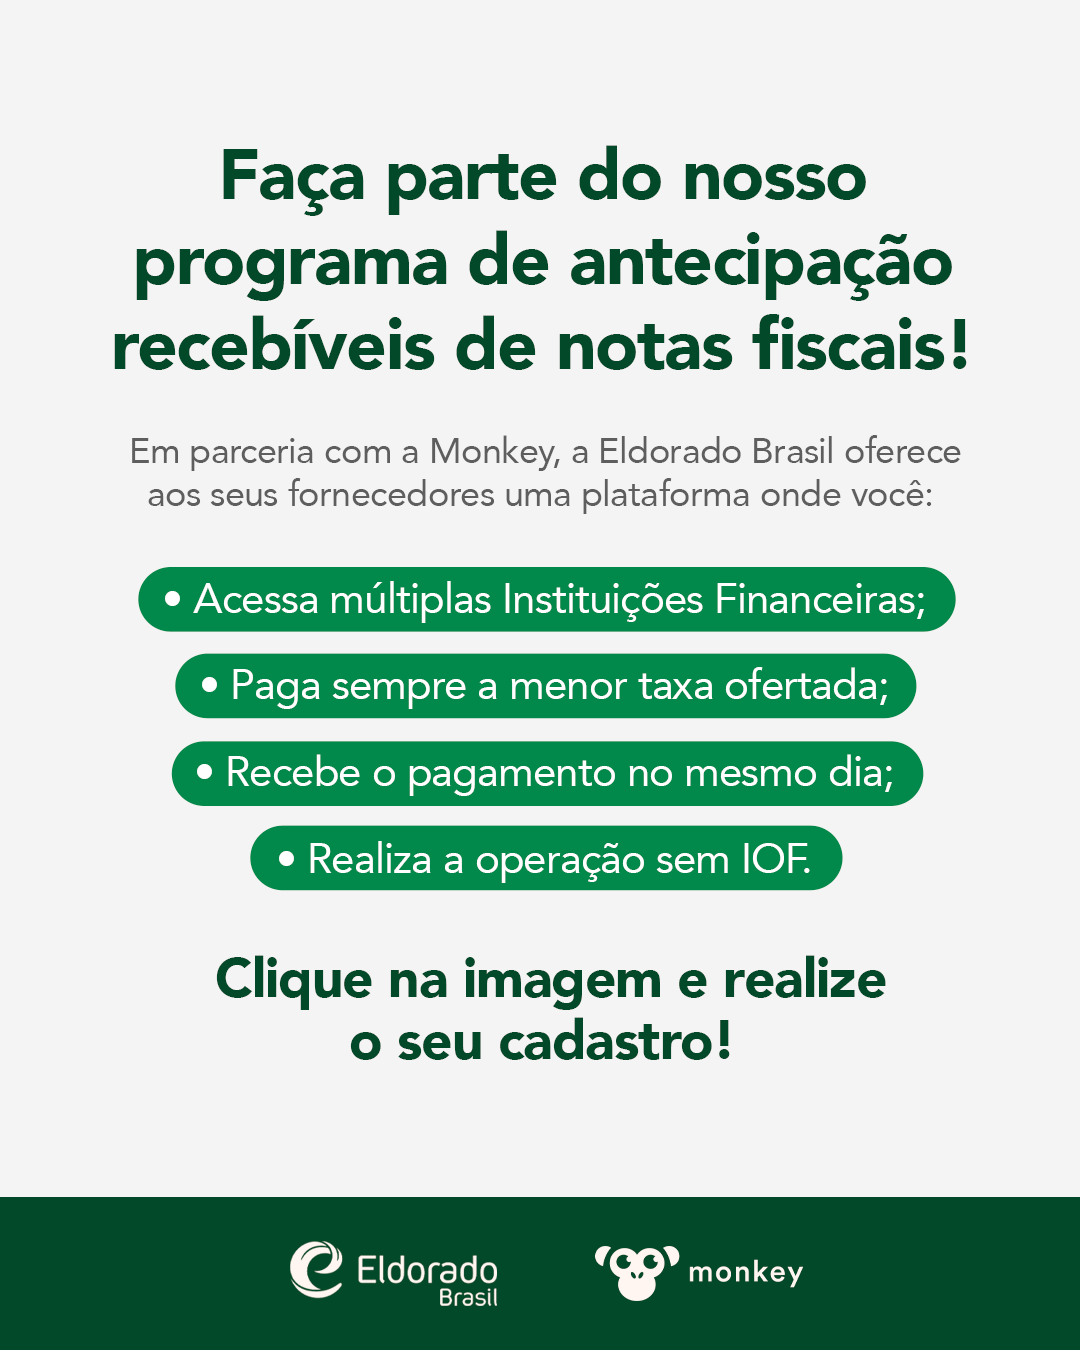 Faça parte do nosso
programa de antecipação
recebíveis de notas fiscais!
Em parceria com a Monkey, a Eldorado Brasil oferece
aos seus fornecedores uma plataforma onde você:
• Acessa múltiplas Instituições Financeiras;
• Paga sempre a menor taxa ofertada;
• Recebe o pagamento no mesmo dia;
• Realiza a operação sem IOF.
Clique na imagem e realize
o seu cadastro!
Eldorado
Brasil
monkey